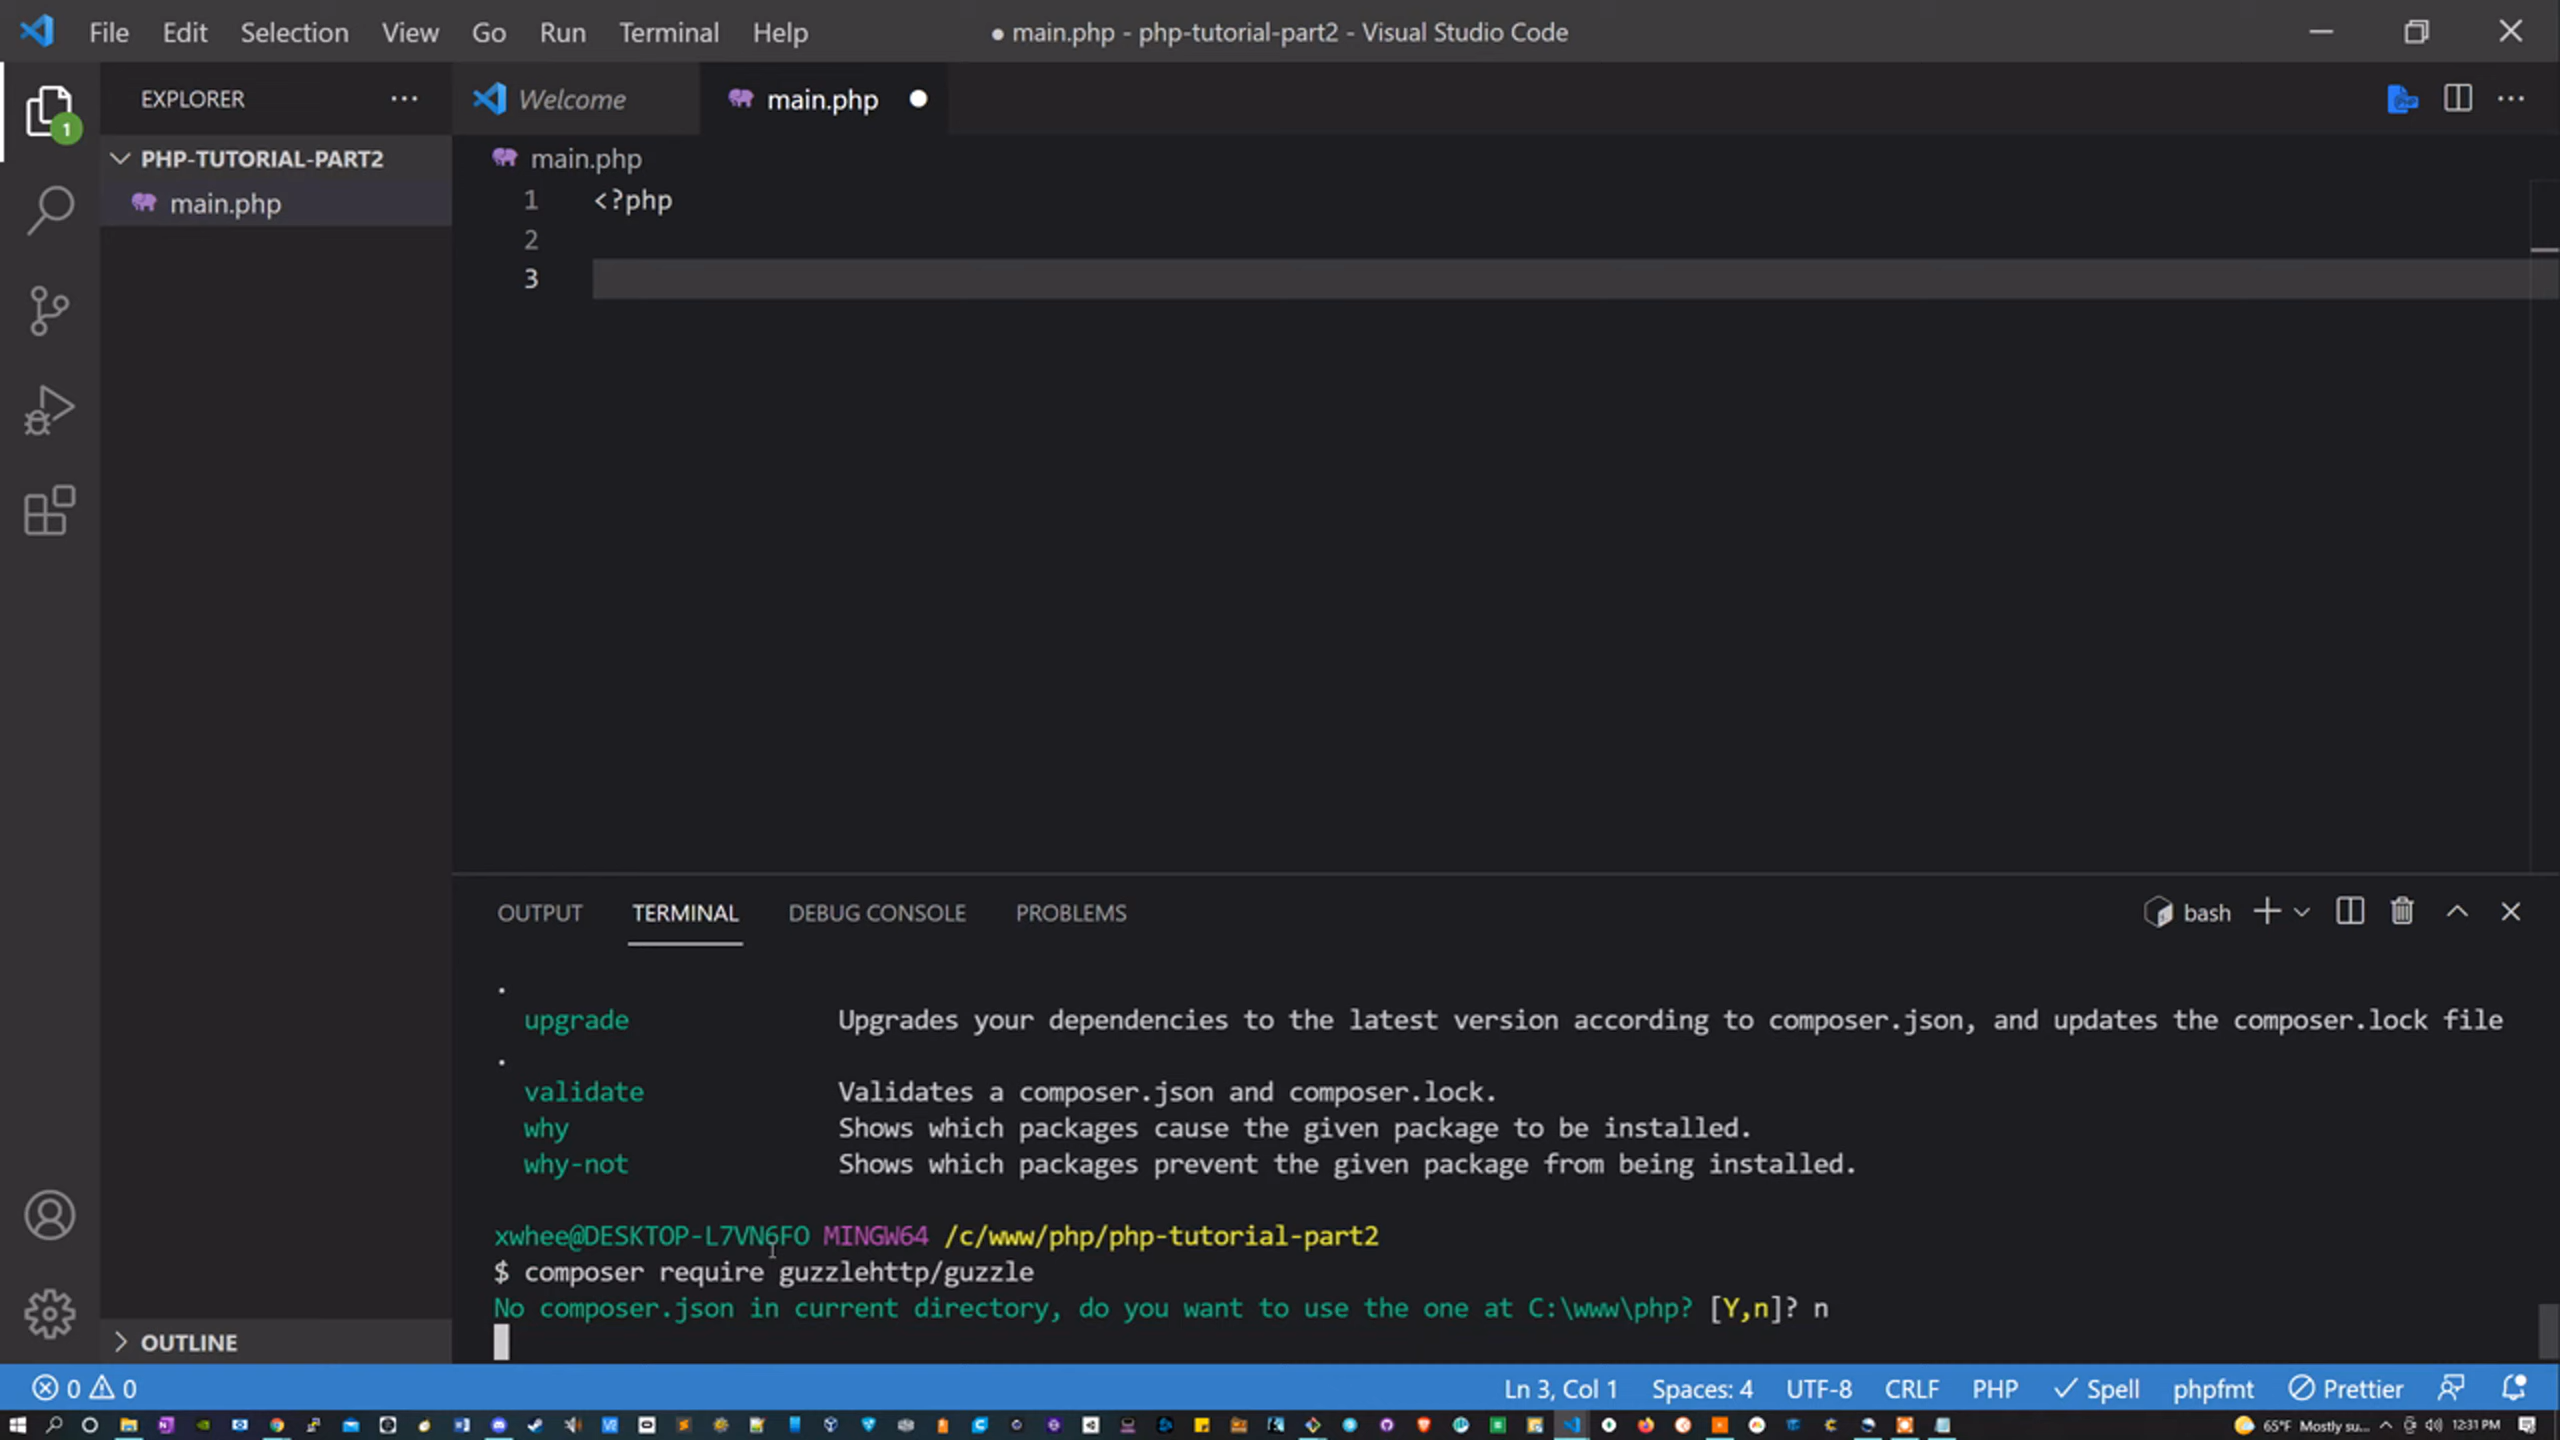 File Edit Selection View Go Run Terminal Help ● main.php - php-tutorial-part2 - Visual Studio Code
EXPLORER ··· Welcome main.php ● ···
1
PHP-TUTORIAL-PART2 main.php
main.php
1 <?php
2
3
OUTPUT TERMINAL DEBUG CONSOLE PROBLEMS bash
.
upgrade Upgrades your dependencies to the latest version according to composer.json, and updates the composer.lock file
.
validate Validates a composer.json and composer.lock.
why Shows which packages cause the given package to be installed.
why-not Shows which packages prevent the given package from being installed.
xwhee@DESKTOP-L7VN6FO MINGW64 /c/www/php/php-tutorial-part2
$ composer require guzzlehttp/guzzle
No composer.json in current directory, do you want to use the one at C:\www\php? [Y,n]? n
OUTLINE
0 0 Ln 3, Col 1 Spaces: 4 UTF-8 CRLF PHP Spell phpfmt Prettier
65°F Mostly su... 12:31 PM